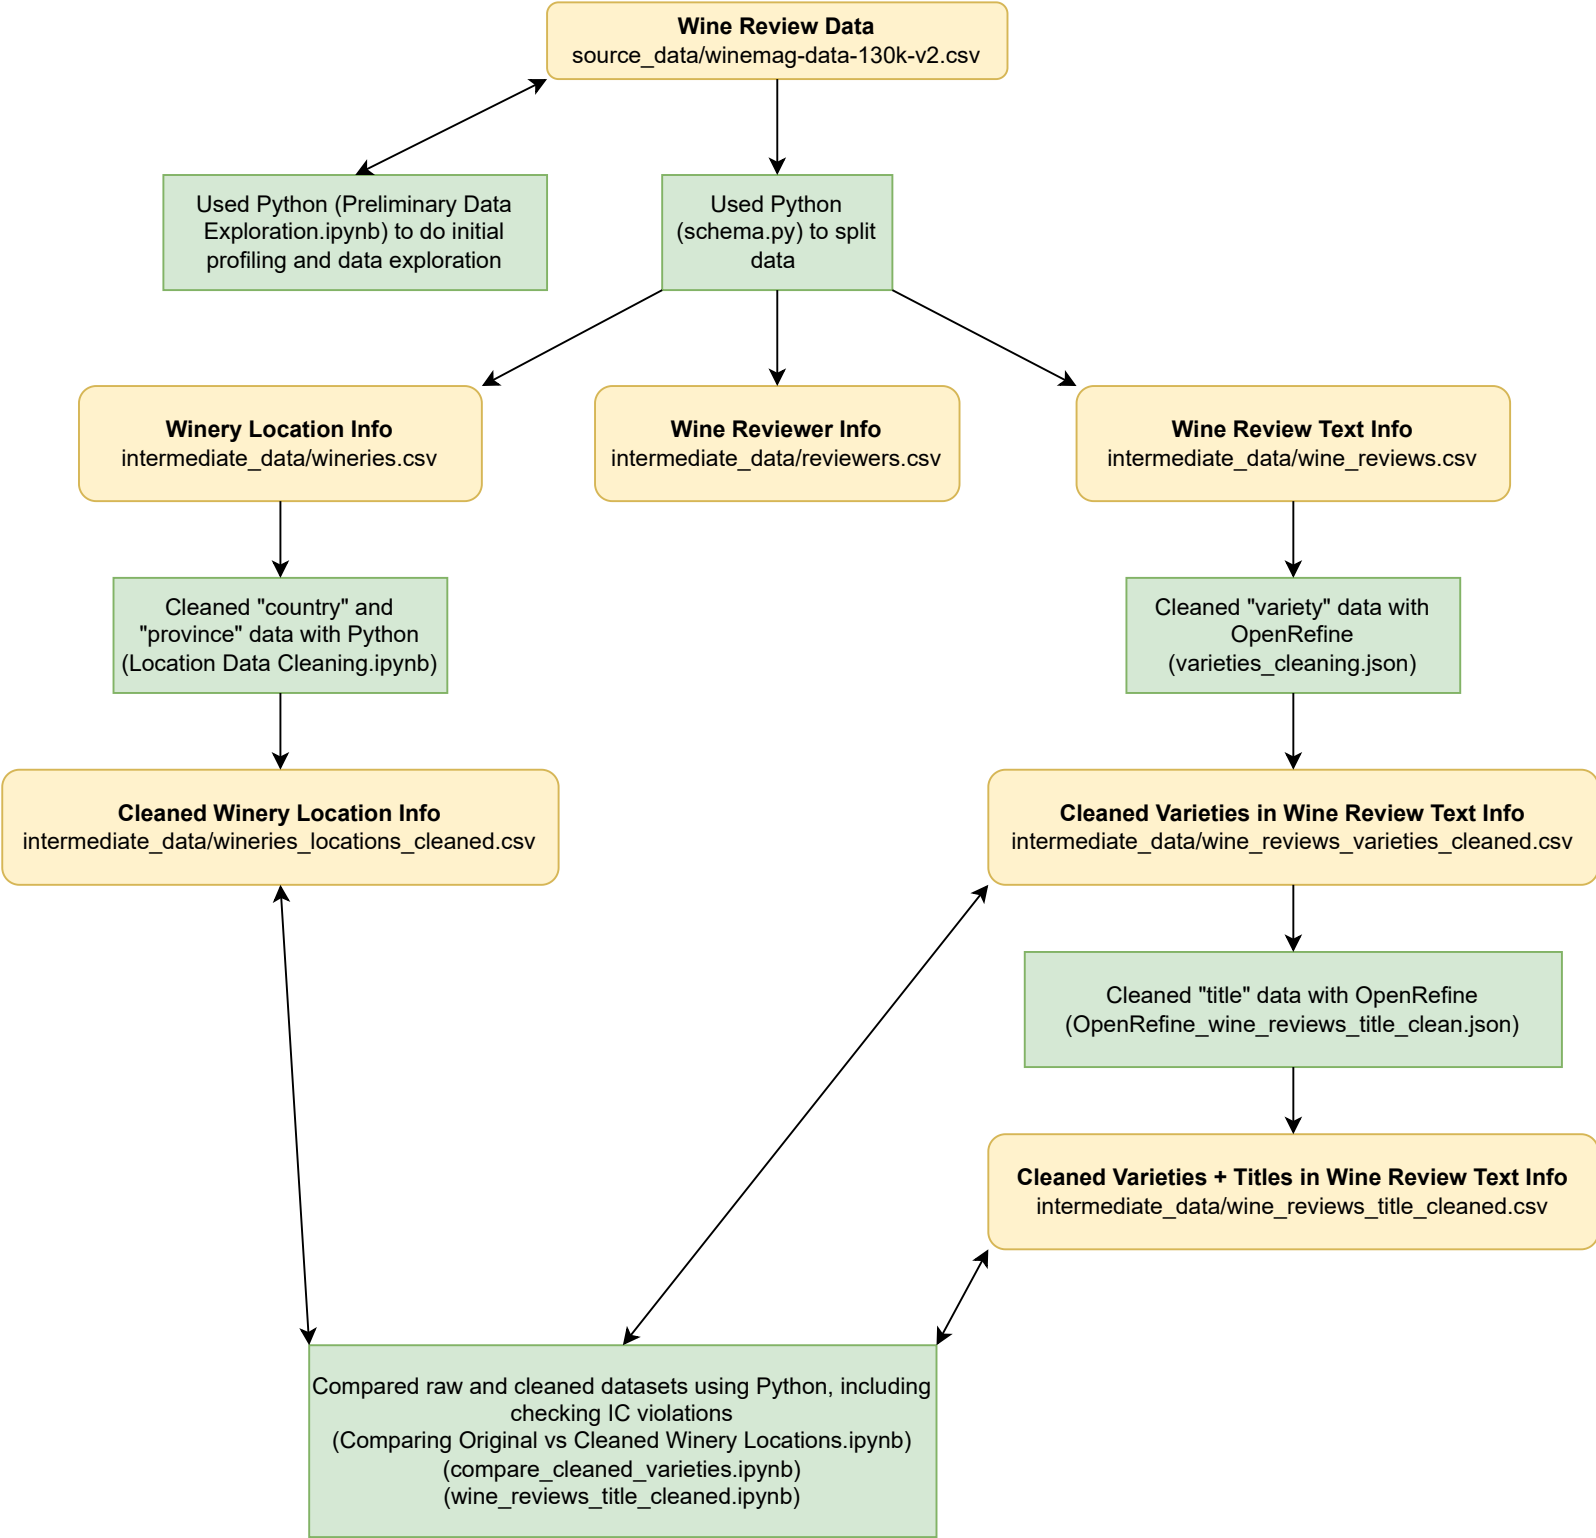 Wine Review Data
source_data/winemag-data-130k-v2.csv
Used Python (Preliminary Data
Exploration.ipynb) to do initial
profiling and data exploration
Used Python
(schema.py) to split
data
Winery Location Info
intermediate_data/wineries.csv
Wine Reviewer Info
intermediate_data/reviewers.csv
Wine Review Text Info
intermediate_data/wine_reviews.csv
Cleaned "country" and
"province" data with Python
(Location Data Cleaning.ipynb)
Cleaned "variety" data with
OpenRefine
(varieties_cleaning.json)
Cleaned Winery Location Info
intermediate_data/wineries_locations_cleaned.csv
Cleaned Varieties in Wine Review Text Info
intermediate_data/wine_reviews_varieties_cleaned.csv
Cleaned "title" data with OpenRefine
(OpenRefine_wine_reviews_title_clean.json)
Cleaned Varieties + Titles in Wine Review Text Info
intermediate_data/wine_reviews_title_cleaned.csv
Compared raw and cleaned datasets using Python, including
checking IC violations
(Comparing Original vs Cleaned Winery Locations.ipynb)
(compare_cleaned_varieties.ipynb)
(wine_reviews_title_cleaned.ipynb)